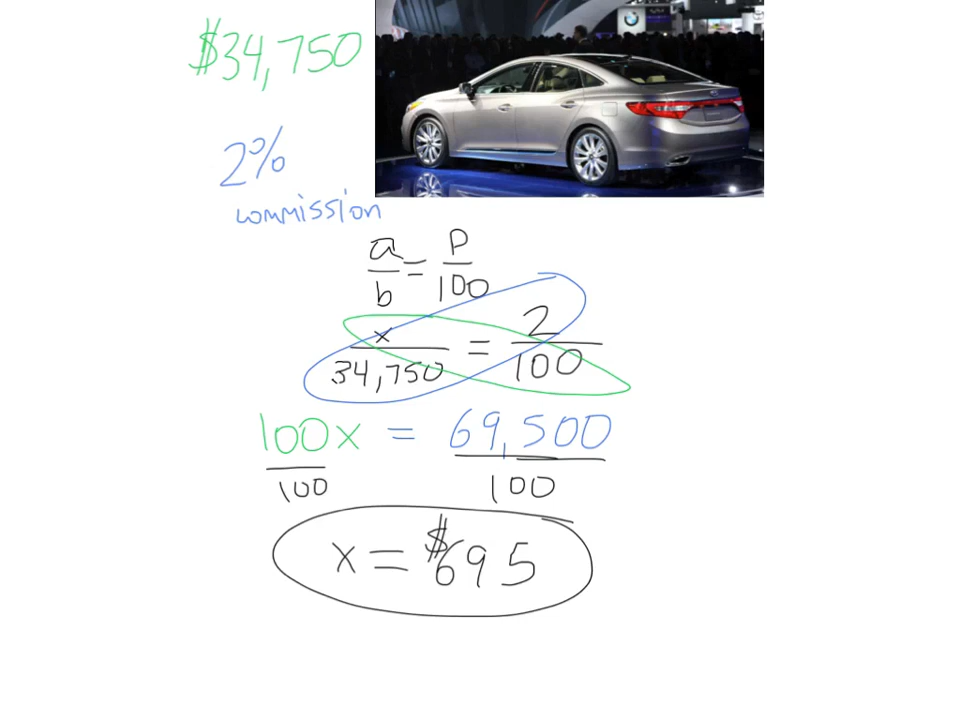 $34,750
2%
commission
a/b = P/100
x/34,750 = 2/100
100x = 69,500
100 100
x = $695